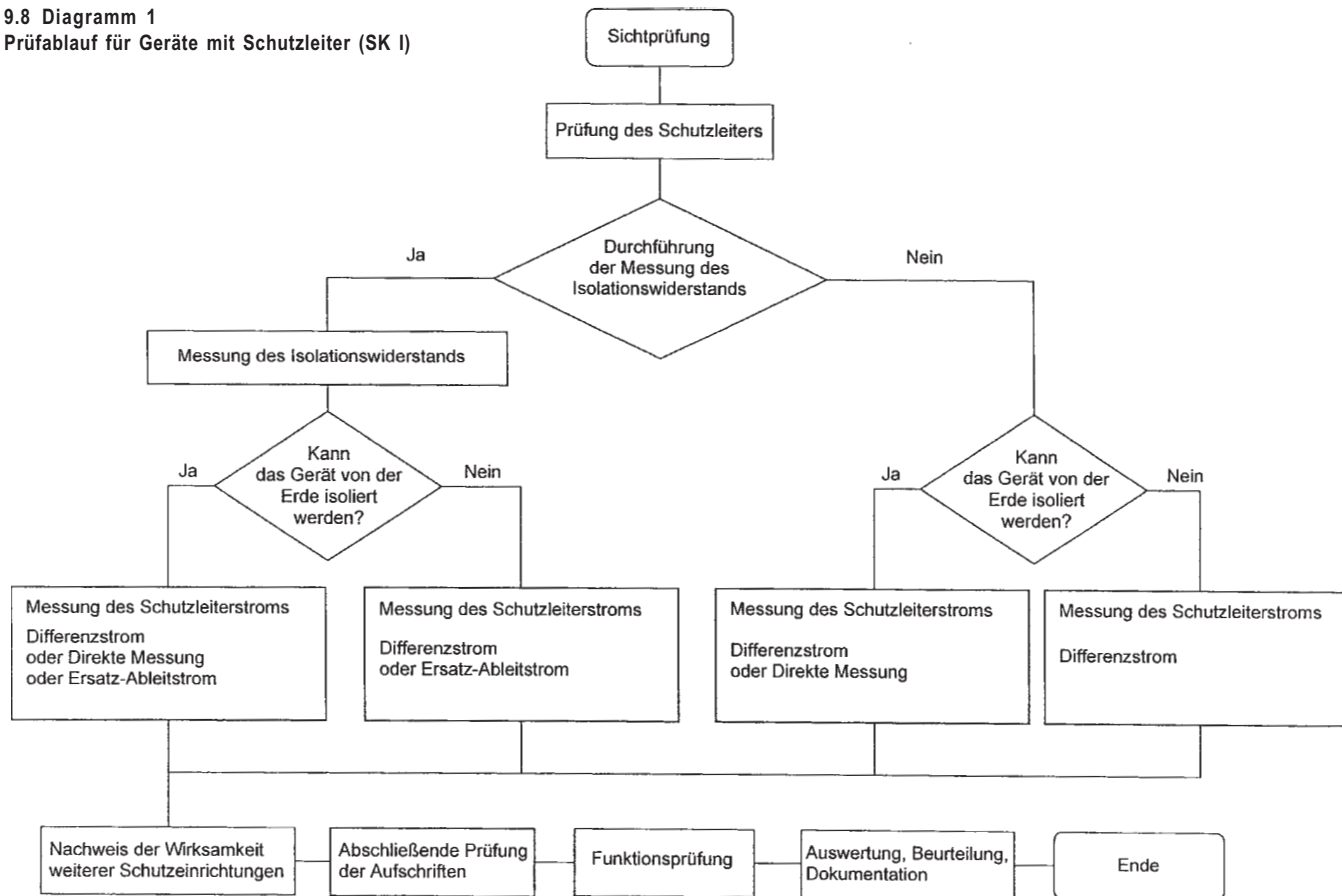 9.8 Diagramm 1
Prüfablauf für Geräte mit Schutzleiter (SK I)
Sichtprüfung
Prüfung des Schutzleiters
Durchführung
der Messung des
Isolationswiderstands
Ja
Nein
Messung des Isolationswiderstands
Kann
das Gerät von der
Erde isoliert
werden?
Ja
Nein
Kann
das Gerät von der
Erde isoliert
werden?
Ja
Nein
Messung des Schutzleiterstroms
Differenzstrom
oder Direkte Messung
oder Ersatz-Ableitstrom
Messung des Schutzleiterstroms
Differenzstrom
oder Ersatz-Ableitstrom
Messung des Schutzleiterstroms
Differenzstrom
oder Direkte Messung
Messung des Schutzleiterstroms
Differenzstrom
Nachweis der Wirksamkeit
weiterer Schutzeinrichtungen
Abschließende Prüfung
der Aufschriften
Funktionsprüfung
Auswertung, Beurteilung,
Dokumentation
Ende